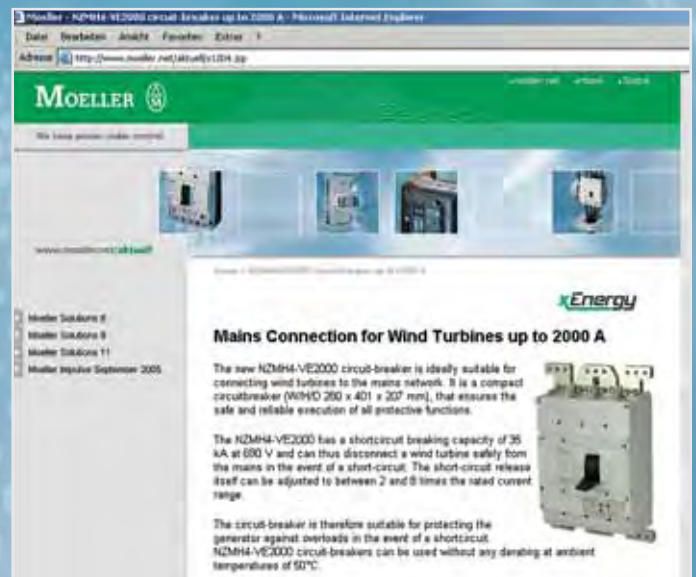 Moeller - NZMH4-VE2000 circuit-breaker up to 2000 A - Microsoft Internet Explorer
Datei Bearbeiten Ansicht Favoriten Extras ?
Adresse
MOELLER
We keep power under control.
www.moeller.net/aktuell
xEnergy
Moeller Solutions 8
Moeller Solutions 9
Moeller Solutions 11
Moeller Impulse September 2005
Mains Connection for Wind Turbines up to 2000 A
The new NZMH4-VE2000 circuit-breaker is ideally suitable for
connecting wind turbines to the mains network. It is a compact
circuitbreaker (W/H/D 260 x 401 x 207 mm), that ensures the
safe and reliable execution of all protective functions.
The NZMH4-VE2000 has a shortcircuit breaking capacity of 35
kA at 690 V and can thus disconnect a wind turbine safely from
the mains in the event of a short-circuit. The short-circuit release
itself can be adjusted to between 2 and 8 times the rated current
range.
The circuit-breaker is therefore suitable for protecting the
generator against overloads in the event of a shortcircuit.
NZMH4-VE2000 circuit-breakers can be used without any derating at ambient
temperatures of 50°C.